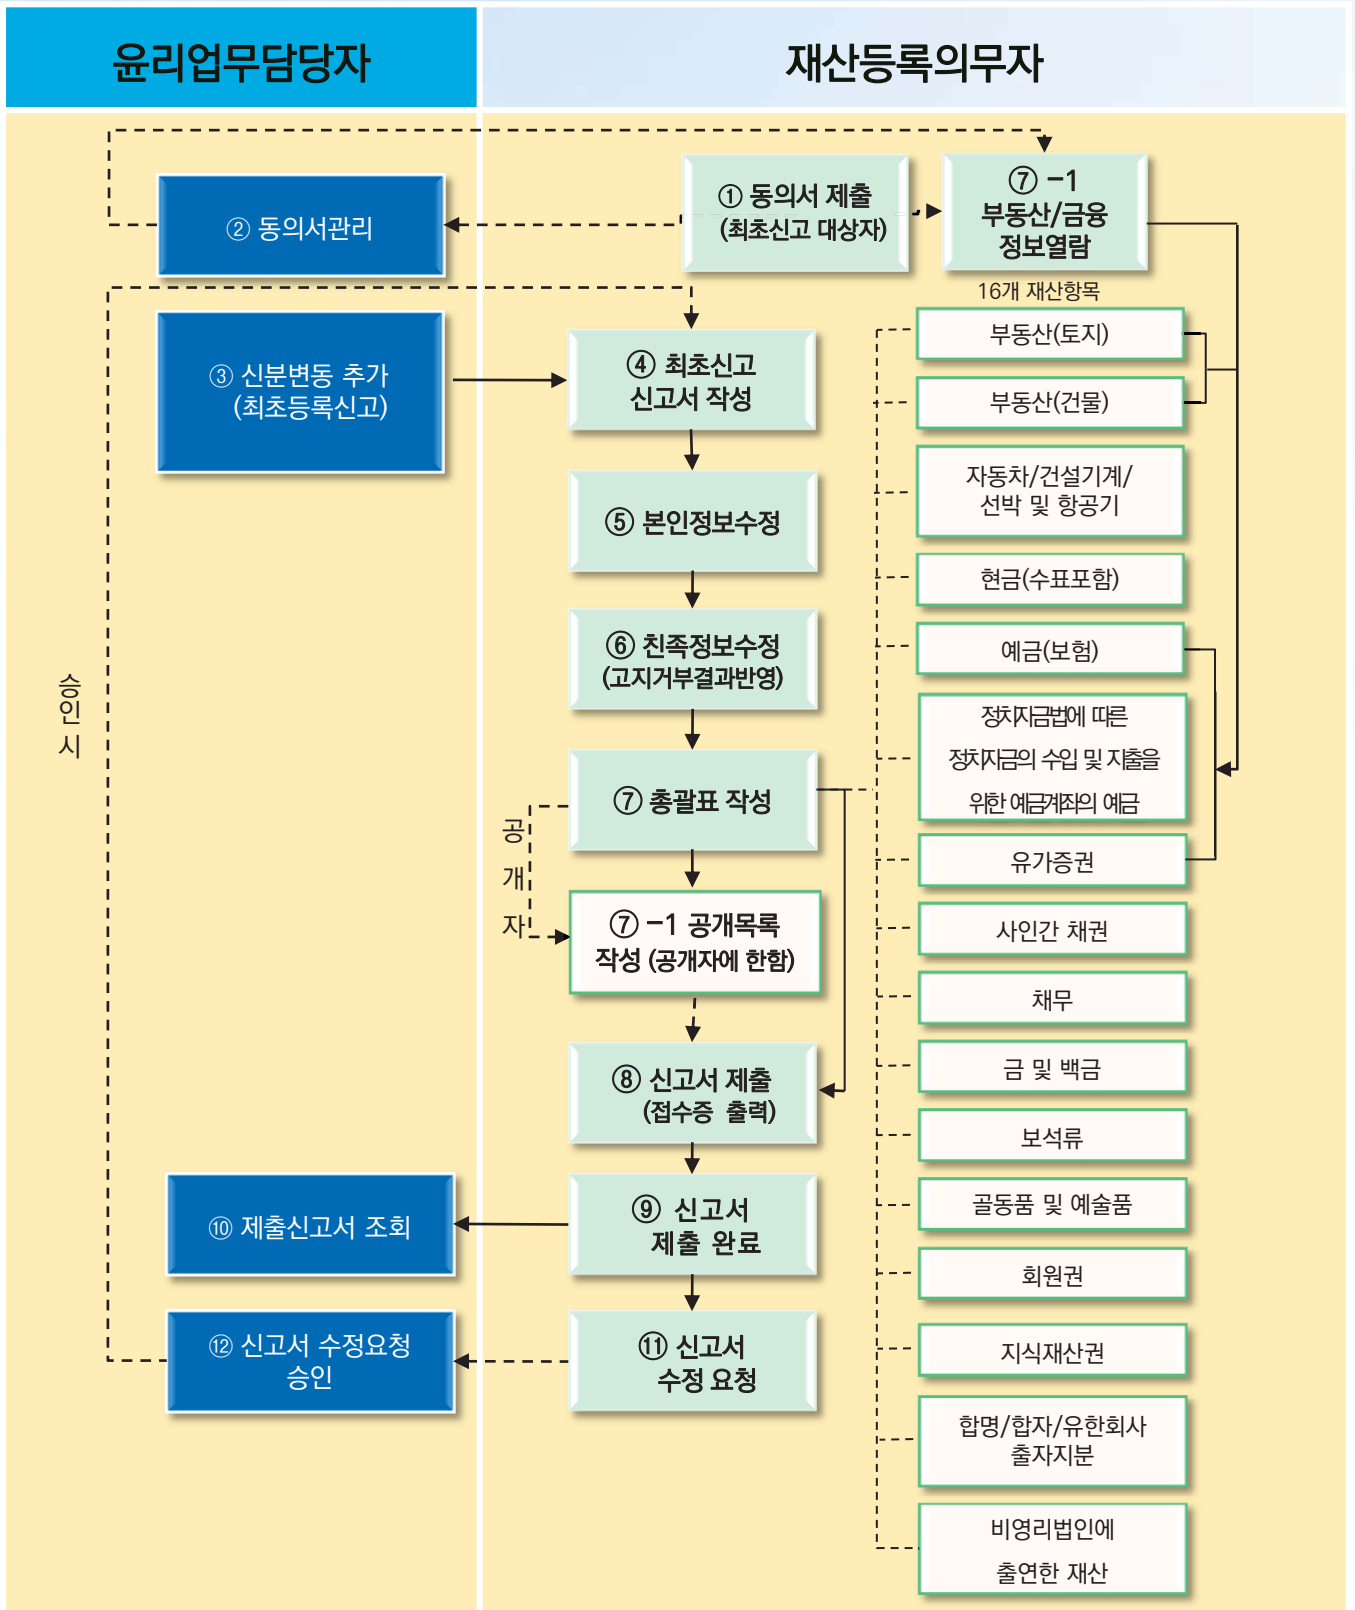 윤리업무담당자
재산등록의무자
① 동의서 제출
(최초신고 대상자)
⑦ -1
부동산/금융
정보열람
② 동의서관리
16개 재산항목
③ 신분변동 추가
(최초등록신고)
④ 최초신고
신고서 작성
⑤ 본인정보수정
⑥ 친족정보수정
(고지거부결과반영)
⑦ 총괄표 작성
공
개
자
⑦ -1 공개목록
작성 (공개자에 한함)
⑧ 신고서 제출
(접수증 출력)
⑨ 신고서
제출 완료
⑩ 제출신고서 조회
⑪ 신고서
수정 요청
⑫ 신고서 수정요청
승인
승
인
시
부동산(토지)
부동산(건물)
자동차/건설기계/
선박 및 항공기
현금(수표포함)
예금(보험)
정치자금법에 따른
정치자금의 수입 및 지출을
위한 예금계좌의 예금
유가증권
사인간 채권
채무
금 및 백금
보석류
골동품 및 예술품
회원권
지식재산권
합명/합자/유한회사
출자지분
비영리법인에
출연한 재산